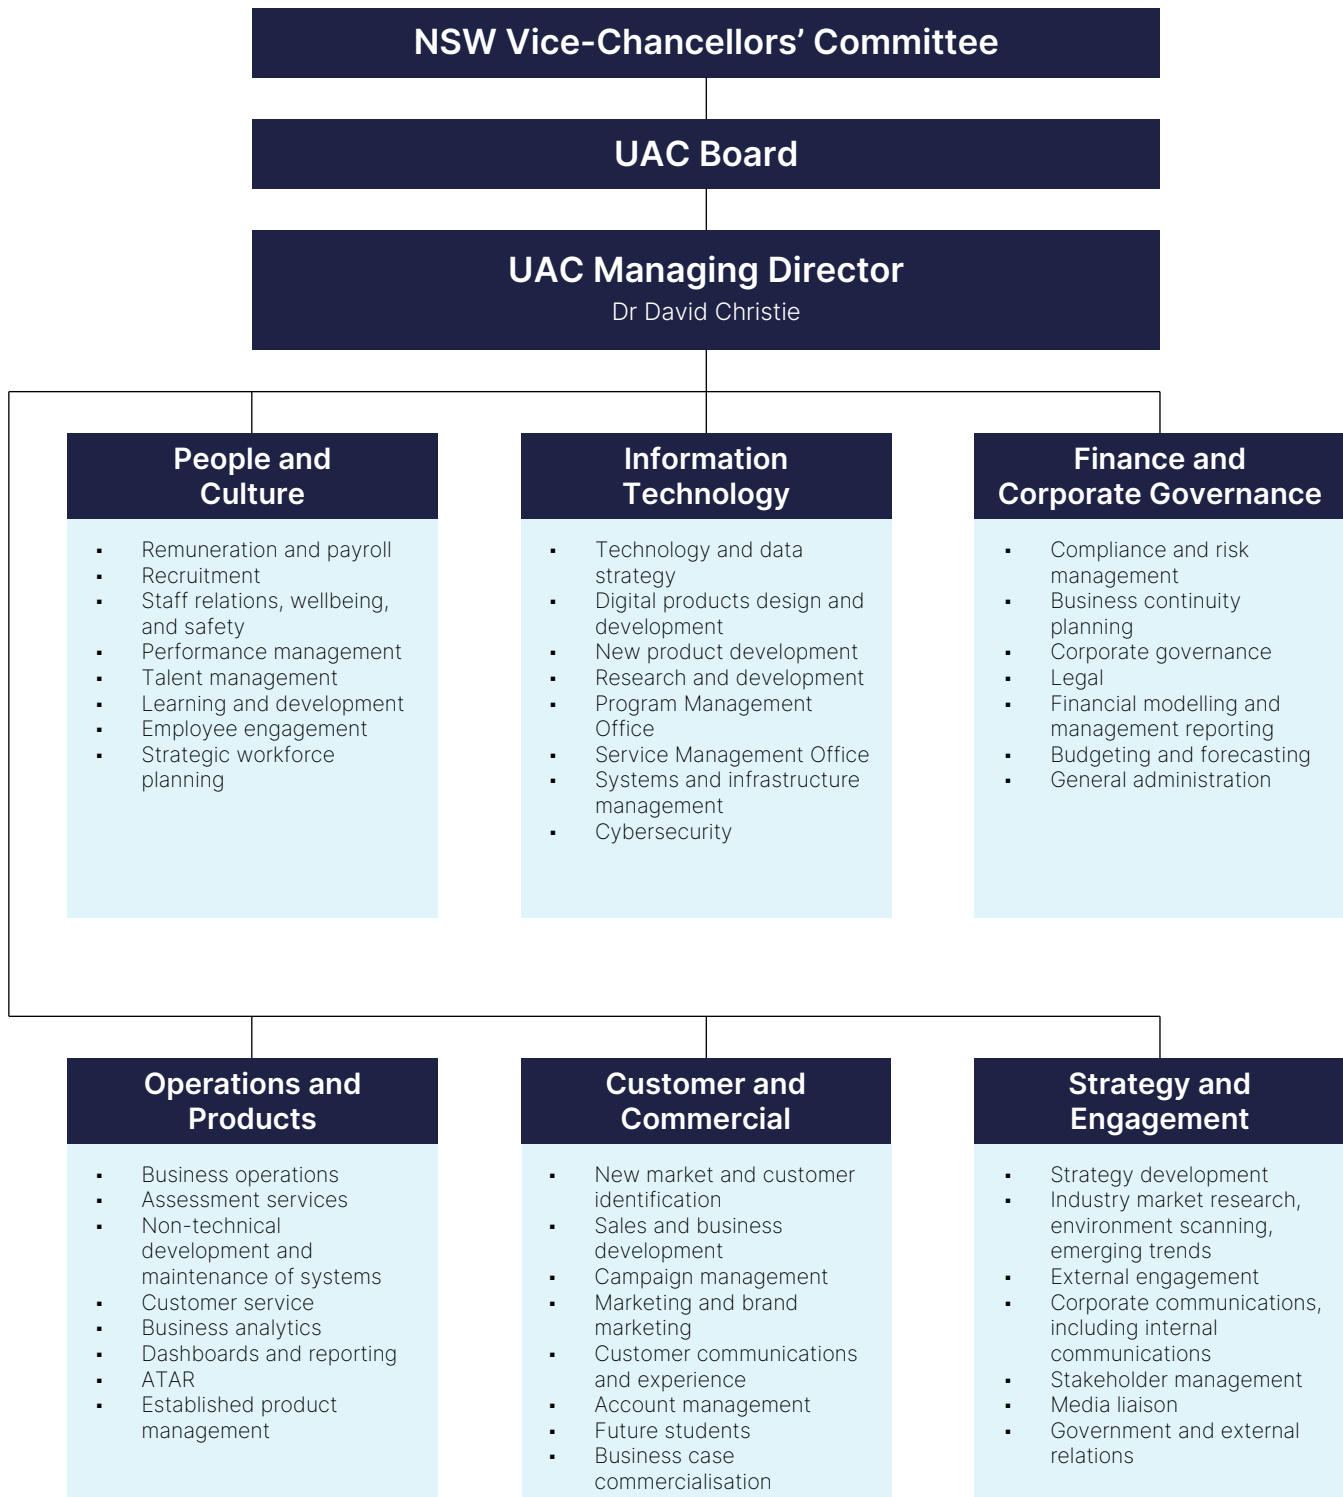 NSW Vice-Chancellors’ Committee
UAC Board
UAC Managing Director
Dr David Christie
People and
Culture
▪ Remuneration and payroll
▪ Recruitment
▪ Staff relations, wellbeing,
and safety
▪ Performance management
▪ Talent management
▪ Learning and development
▪ Employee engagement
▪ Strategic workforce
planning
Information
Technology
▪ Technology and data
strategy
▪ Digital products design and
development
▪ New product development
▪ Research and development
▪ Program Management
Office
▪ Service Management Office
▪ Systems and infrastructure
management
▪ Cybersecurity
Finance and
Corporate Governance
▪ Compliance and risk
management
▪ Business continuity
planning
▪ Corporate governance
▪ Legal
▪ Financial modelling and
management reporting
▪ Budgeting and forecasting
▪ General administration
Operations and
Products
▪ Business operations
▪ Assessment services
▪ Non-technical
development and
maintenance of systems
▪ Customer service
▪ Business analytics
▪ Dashboards and reporting
▪ ATAR
▪ Established product
management
Customer and
Commercial
▪ New market and customer
identification
▪ Sales and business
development
▪ Campaign management
▪ Marketing and brand
marketing
▪ Customer communications
and experience
▪ Account management
▪ Future students
▪ Business case
commercialisation
Strategy and
Engagement
▪ Strategy development
▪ Industry market research,
environment scanning,
emerging trends
▪ External engagement
▪ Corporate communications,
including internal
communications
▪ Stakeholder management
▪ Media liaison
▪ Government and external
relations